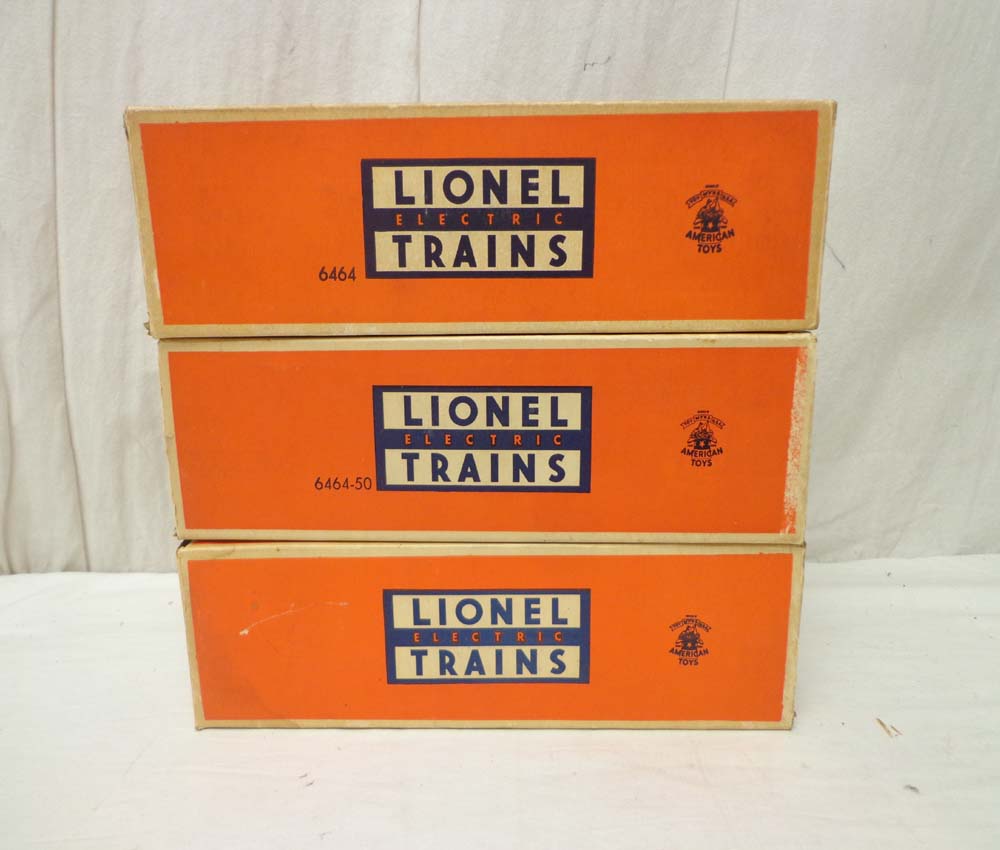 LIONEL
ELECTRIC
TRAINS
6464
AMERICAN
TOYS
LIONEL
ELECTRIC
TRAINS
6464-50
AMERICAN
TOYS
LIONEL
ELECTRIC
TRAINS
AMERICAN
TOYS